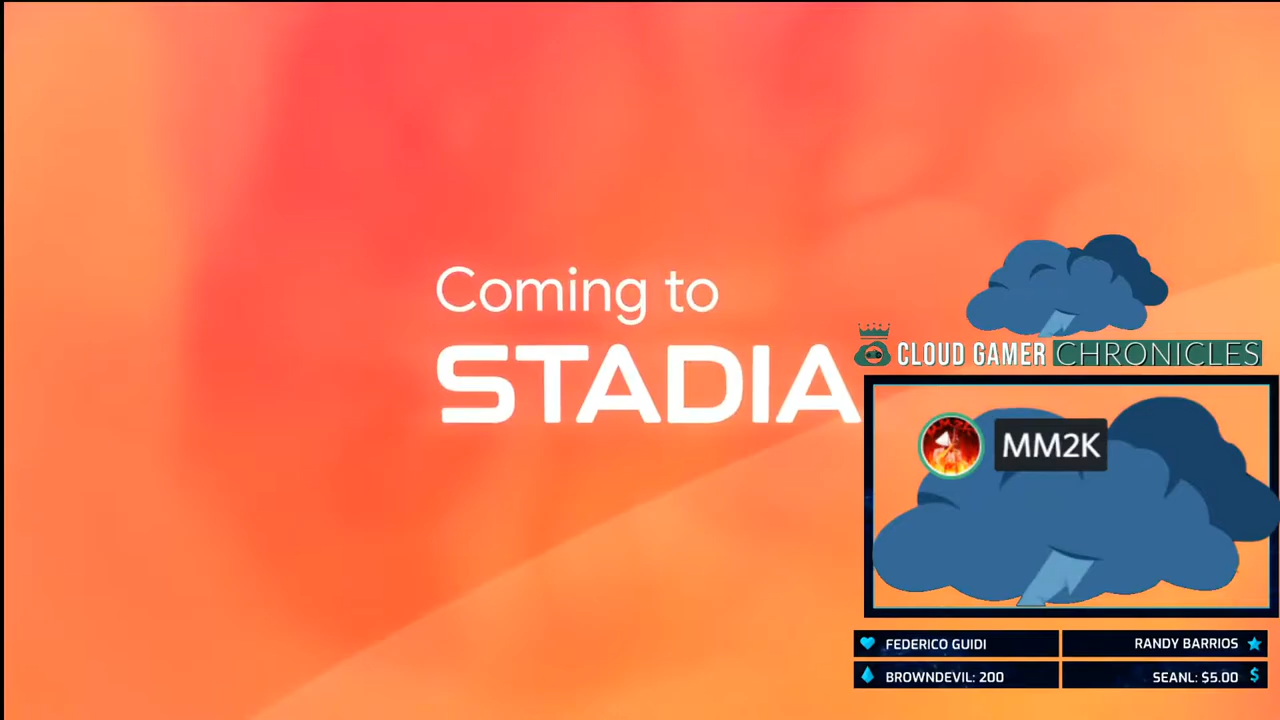 Coming to
STADIA
CLOUD GAMER CHRONICLES
MM2K
FEDERICO GUIDI
RANDY BARRIOS
BROWNDEVIL: 200
SEANL: $5.00 $